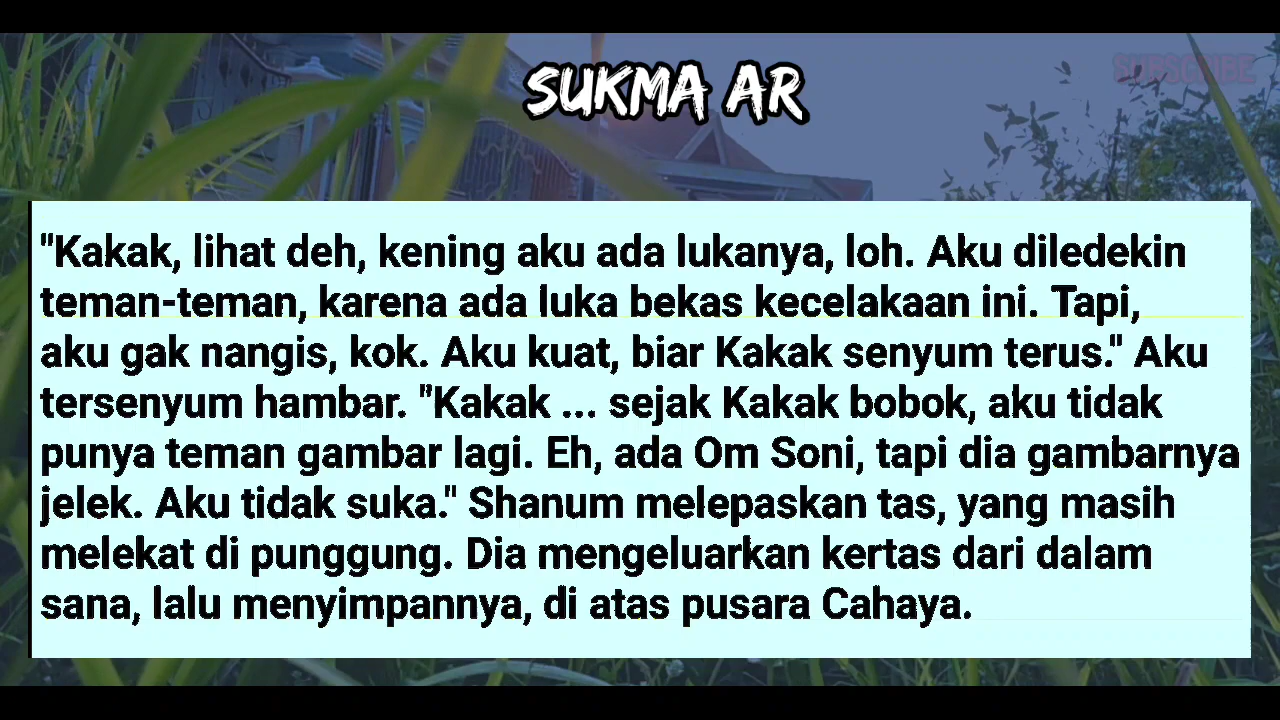 SUBSCRIBE
SUKMA AR
"Kakak, lihat deh, kening aku ada lukanya, loh. Aku diledekin
teman-teman, karena ada luka bekas kecelakaan ini. Tapi,
aku gak nangis, kok. Aku kuat, biar Kakak senyum terus." Aku
tersenyum hambar. "Kakak ... sejak Kakak bobok, aku tidak
punya teman gambar lagi. Eh, ada Om Soni, tapi dia gambarnya
jelek. Aku tidak suka." Shanum melepaskan tas, yang masih
melekat di punggung. Dia mengeluarkan kertas dari dalam
sana, lalu menyimpannya, di atas pusara Cahaya.